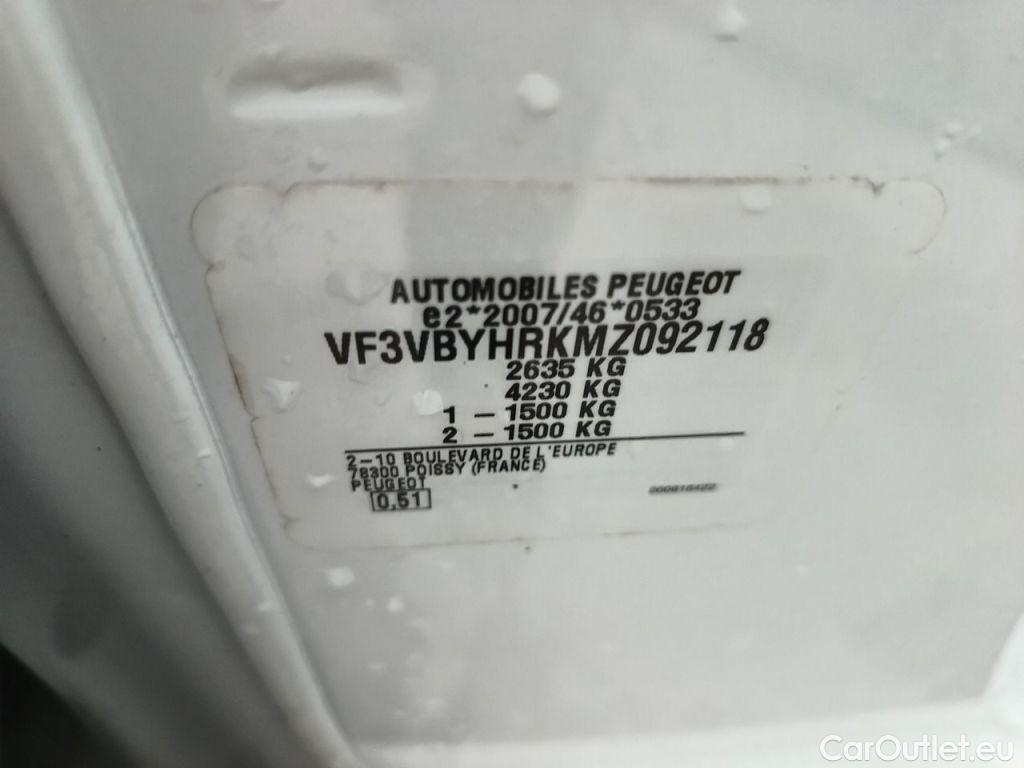 AUTOMOBILES PEUGEOT
e2*2007/46*0533
VF3VBYHRKMZ092118
2635 KG
4230 KG
1 – 1500 KG
2 – 1500 KG
2–10 BOULEVARD DE L'EUROPE
78300 POISSY (FRANCE)
PEUGEOT
0,51
CarOutlet.eu